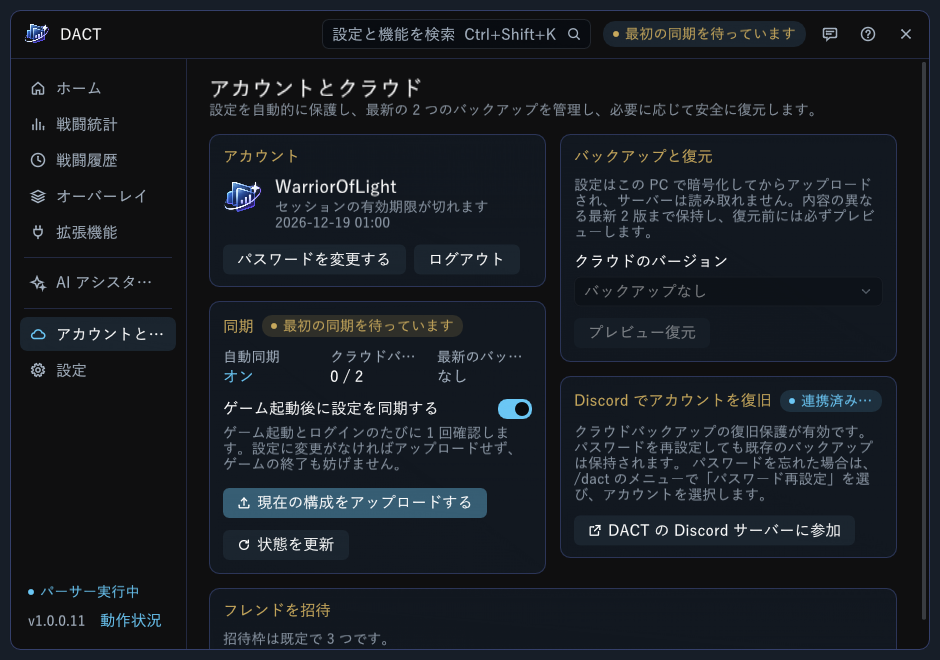 DACT
設定と機能を検索 Ctrl+Shift+K
最初の同期を待っています
ホーム
戦闘統計
戦闘履歴
オーバーレイ
拡張機能
AI アシスタ…
アカウントと…
設定
パーサー実行中
v1.0.0.11 動作状況
アカウントとクラウド
設定を自動的に保護し、最新の 2 つのバックアップを管理し、必要に応じて安全に復元します。
アカウント
WarriorOfLight
セッションの有効期限が切れます
2026-12-19 01:00
パスワードを変更する
ログアウト
同期
最初の同期を待っています
自動同期
オン
クラウドバ…
0 / 2
最新のバッ…
なし
ゲーム起動後に設定を同期する
ゲーム起動とログインのたびに 1 回確認しま
す。設定に変更がなければアップロードせず、
ゲームの終了も妨げません。
現在の構成をアップロードする
状態を更新
バックアップと復元
設定はこの PC で暗号化してからアップロード
され、サーバーは読み取れません。内容の異な
る最新 2 版まで保持し、復元前には必ずプレビ
ューします。
クラウドのバージョン
バックアップなし
プレビュー復元
Discord でアカウントを復旧
連携済み…
クラウドバックアップの復旧保護が有効です。
パスワードを再設定しても既存のバックアップ
は保持されます。 パスワードを忘れた場合は、
/dact のメニューで「パスワード再設定」を選
び、アカウントを選択します。
DACT の Discord サーバーに参加
フレンドを招待
招待枠は既定で 3 つです。